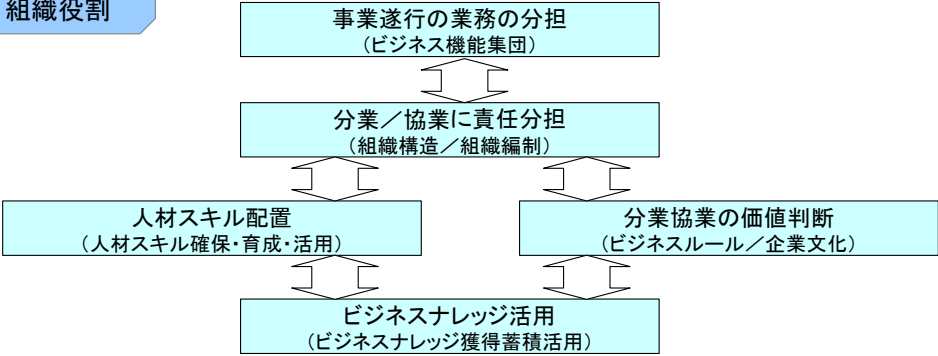 組織役割
事業遂行の業務の分担
（ビジネス機能集団）
分業／協業に責任分担
（組織構造／組織編制）
人材スキル配置
（人材スキル確保・育成・活用）
分業協業の価値判断
（ビジネスルール／企業文化）
ビジネスナレッジ活用
（ビジネスナレッジ獲得蓄積活用）